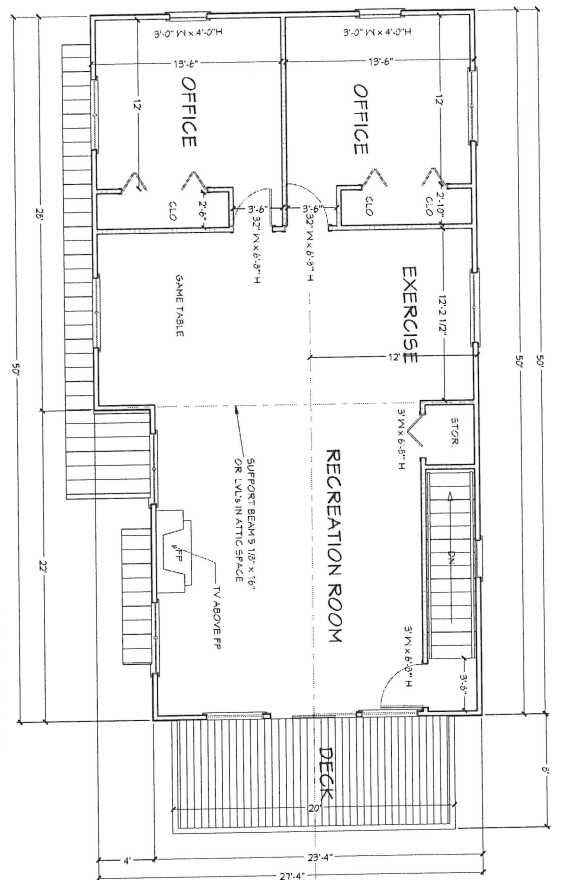 3'-0" W x 4'-0"H
3'-0" W x 4'-0"H
13'-6"
13'-6"
12'
OFFICE
OFFICE
12'
CLO
2'-6"
3'-6"
3'-6"
CLO
CLO
2'-10"
32" W x 6'-8" H
32" W x 6'-8" H
28'
50'
50'
50'
GAME TABLE
EXERCISE
12'-2 1/2"
12'
3' W x 6'-8" H
STOR.
SUPPORT BEAM 5 1/8" x 16"
OR LVL's IN ATTIC SPACE
RECREATION ROOM
DN
22'
FP
TV ABOVE FP
3' W x 6'-8" H
3'-8"
DECK
20'
8'
4'
23'-4"
27'-4"